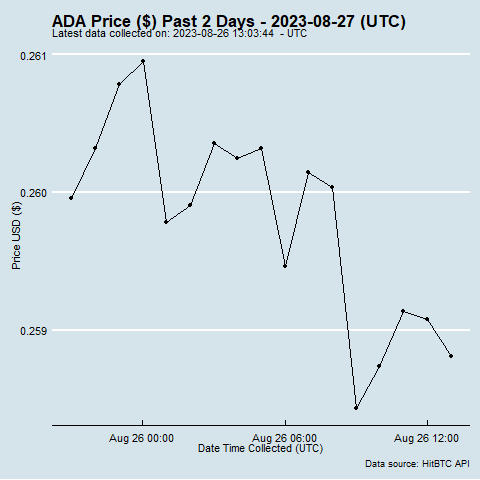 ADA Price ($) Past 2 Days - 2023-08-27 (UTC)
Latest data collected on: 2023-08-26 13:03:44  - UTC
0.261
0.260
0.259
Price USD ($)
Aug 26 00:00
Aug 26 06:00
Aug 26 12:00
Date Time Collected (UTC)
Data source: HitBTC API